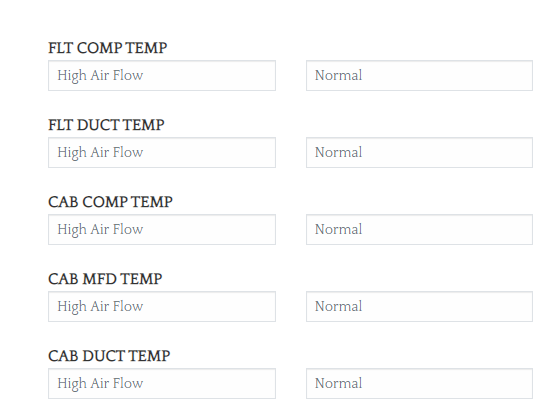 FLT COMP TEMP
High Air Flow Normal
FLT DUCT TEMP
High Air Flow Normal
CAB COMP TEMP
High Air Flow Normal
CAB MFD TEMP
High Air Flow Normal
CAB DUCT TEMP
High Air Flow Normal